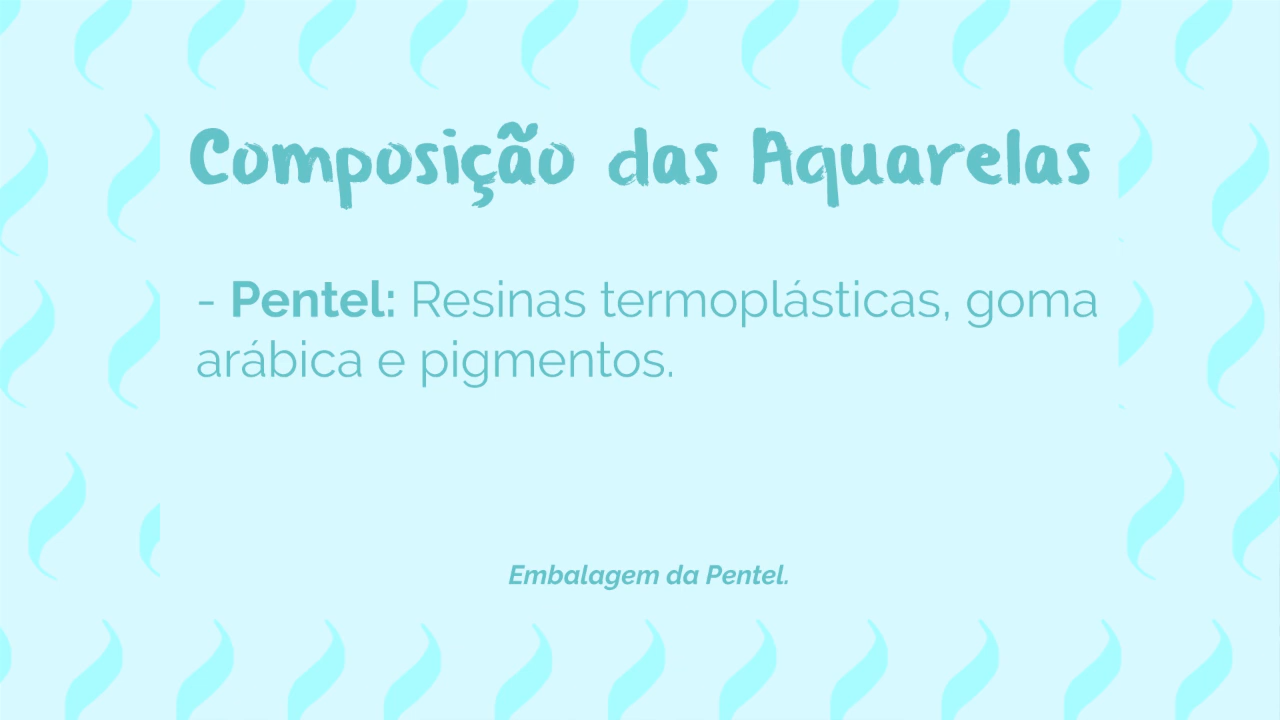 Composição das Aquarelas
- Pentel: Resinas termoplásticas, goma
arábica e pigmentos.
Embalagem da Pentel.